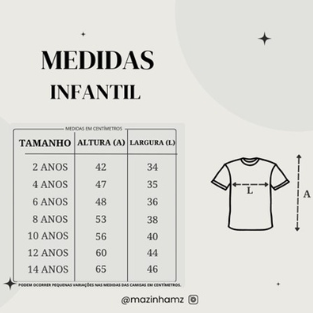 MEDIDAS
INFANTIL
MEDIDAS EM CENTÍMETROS
TAMANHO ALTURA (A) LARGURA (L)
2 ANOS 42 34
4 ANOS 47 35
6 ANOS 48 36
8 ANOS 53 38
10 ANOS 56 40
12 ANOS 60 44
14 ANOS 65 46
L
A
PODEM OCORRER PEQUENAS VARIAÇÕES NAS MEDIDAS DAS CAMISAS EM CENTÍMETROS.
@mazinhamz